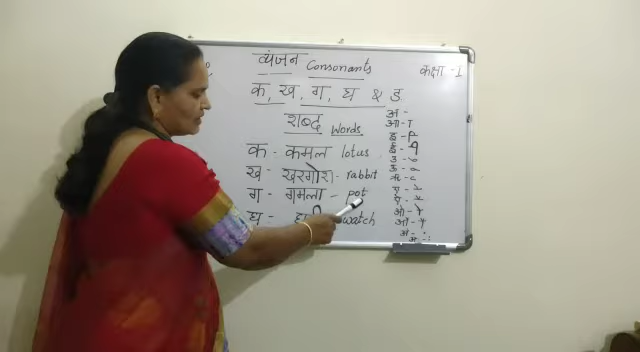 व्यंजन Consonants
कक्षा - 1
क, ख, ग, घ & ङ
शब्द Words
क - कमल lotus
ख - खरगोश - rabbit
ग - गमला - pot
घ - watch
अ -
आ - ा
इ - ि
ई - ी
उ - ु
ऊ - ू
ऋ - ृ
ए - े
ऐ - ै
ओ - ो
औ - ौ
अं - ं
अः - ः